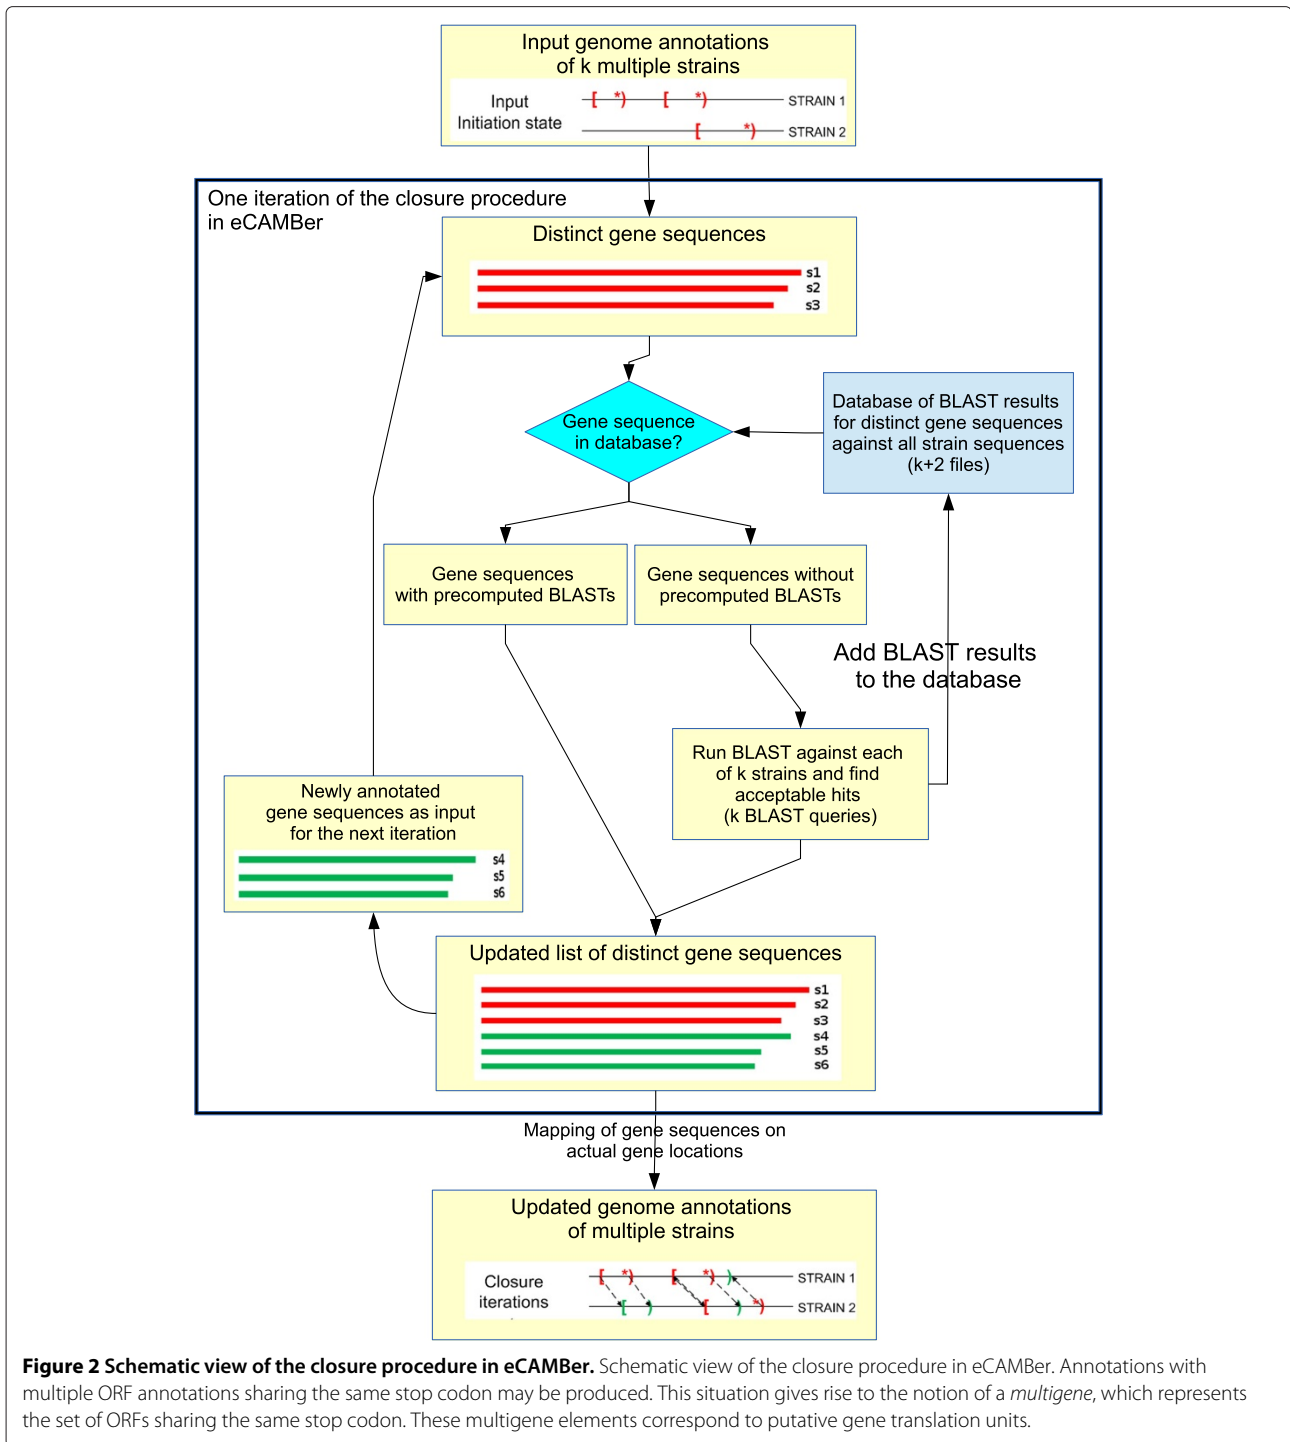 Input genome annotations
of k multiple strains
Input
Initiation state
[ *) [ *) STRAIN 1
[ *) STRAIN 2
One iteration of the closure procedure
in eCAMBer
Distinct gene sequences
s1
s2
s3
Gene sequence
in database?
Database of BLAST results
for distinct gene sequences
against all strain sequences
(k+2 files)
Gene sequences
with precomputed BLASTs
Gene sequences without
precomputed BLASTs
Add BLAST results
to the database
Run BLAST against each
of k strains and find
acceptable hits
(k BLAST queries)
Newly annotated
gene sequences as input
for the next iteration
s4
s5
s6
Updated list of distinct gene sequences
s1
s2
s3
s4
s5
s6
Mapping of gene sequences on
actual gene locations
Updated genome annotations
of multiple strains
Closure
iterations
[ *) [ *) ) STRAIN 1
[ ) [ ) *) STRAIN 2
Figure 2 Schematic view of the closure procedure in eCAMBer. Schematic view of the closure procedure in eCAMBer. Annotations with
multiple ORF annotations sharing the same stop codon may be produced. This situation gives rise to the notion of a multigene, which represents
the set of ORFs sharing the same stop codon. These multigene elements correspond to putative gene translation units.